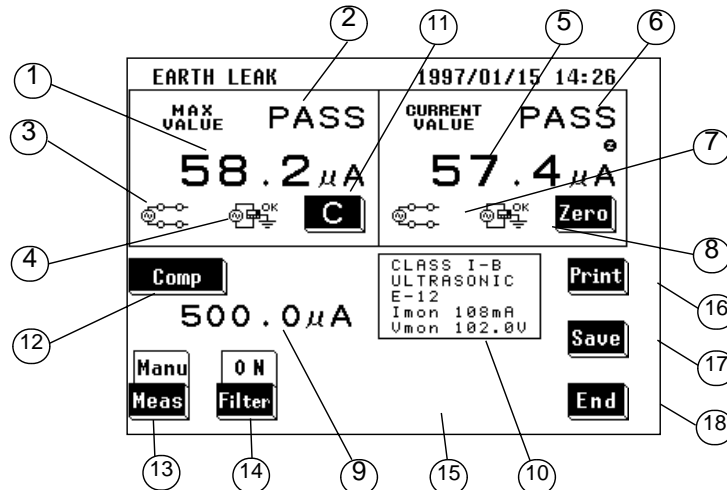 2
11
5
6
1
EARTH LEAK 1997/01/15 14:26
MAX VALUE PASS
CURRENT VALUE PASS
3
58.2μA
57.4μA
7
OK
C
OK
Zero
4
8
Comp
500.0μA
CLASS I-B
ULTRASONIC
E-12
Imon 108mA
Vmon 102.0V
Print
16
12
Save
17
Manu
ON
Meas
Filter
End
18
13
14
9
15
10